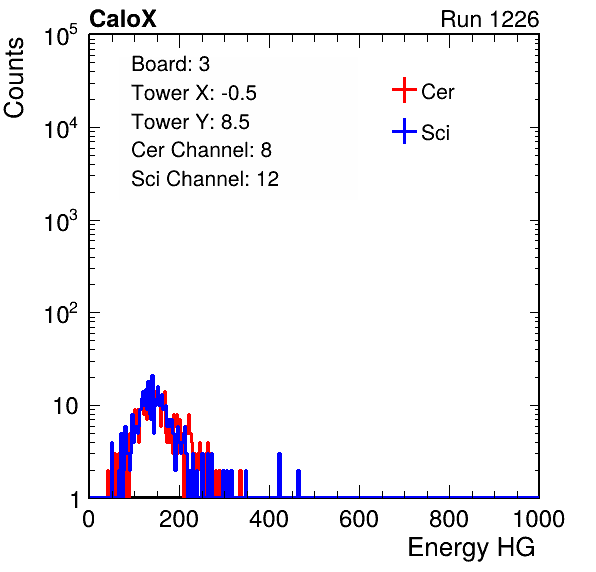 CaloX Run 1226
Counts
10^5
10^4
10^3
10^2
10
1
Board: 3
Tower X: -0.5
Tower Y: 8.5
Cer Channel: 8
Sci Channel: 12
Cer
Sci
0 200 400 600 800 1000
Energy HG